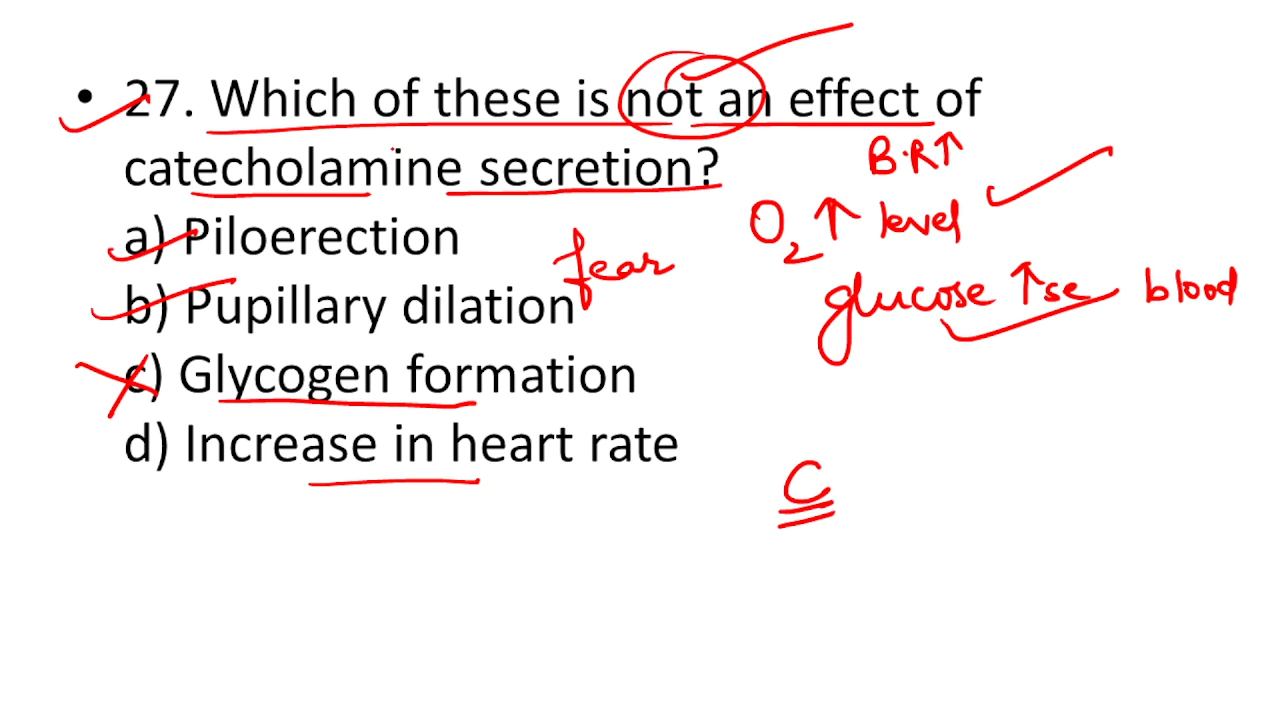 • 27. Which of these is not an effect of
catecholamine secretion?
a) Piloerection
b) Pupillary dilation
c) Glycogen formation
d) Increase in heart rate
B.R↑
O2 ↑ level
fear
glucose ↑se blood
C